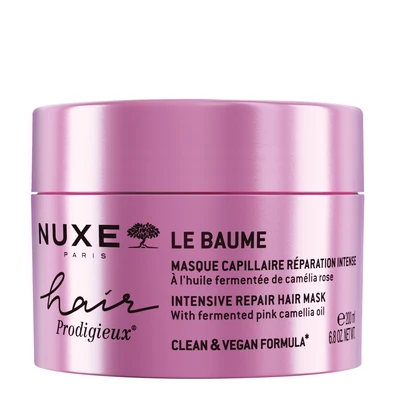 NUXE
PARIS
hair
Prodigieux®
LE BAUME
MASQUE CAPILLAIRE RÉPARATION INTENSE
À l'huile fermentée de camélia rose
INTENSIVE REPAIR HAIR MASK
With fermented pink camellia oil
CLEAN & VEGAN FORMULA*
℮ 200 ml
6.8 OZ. NET WT.